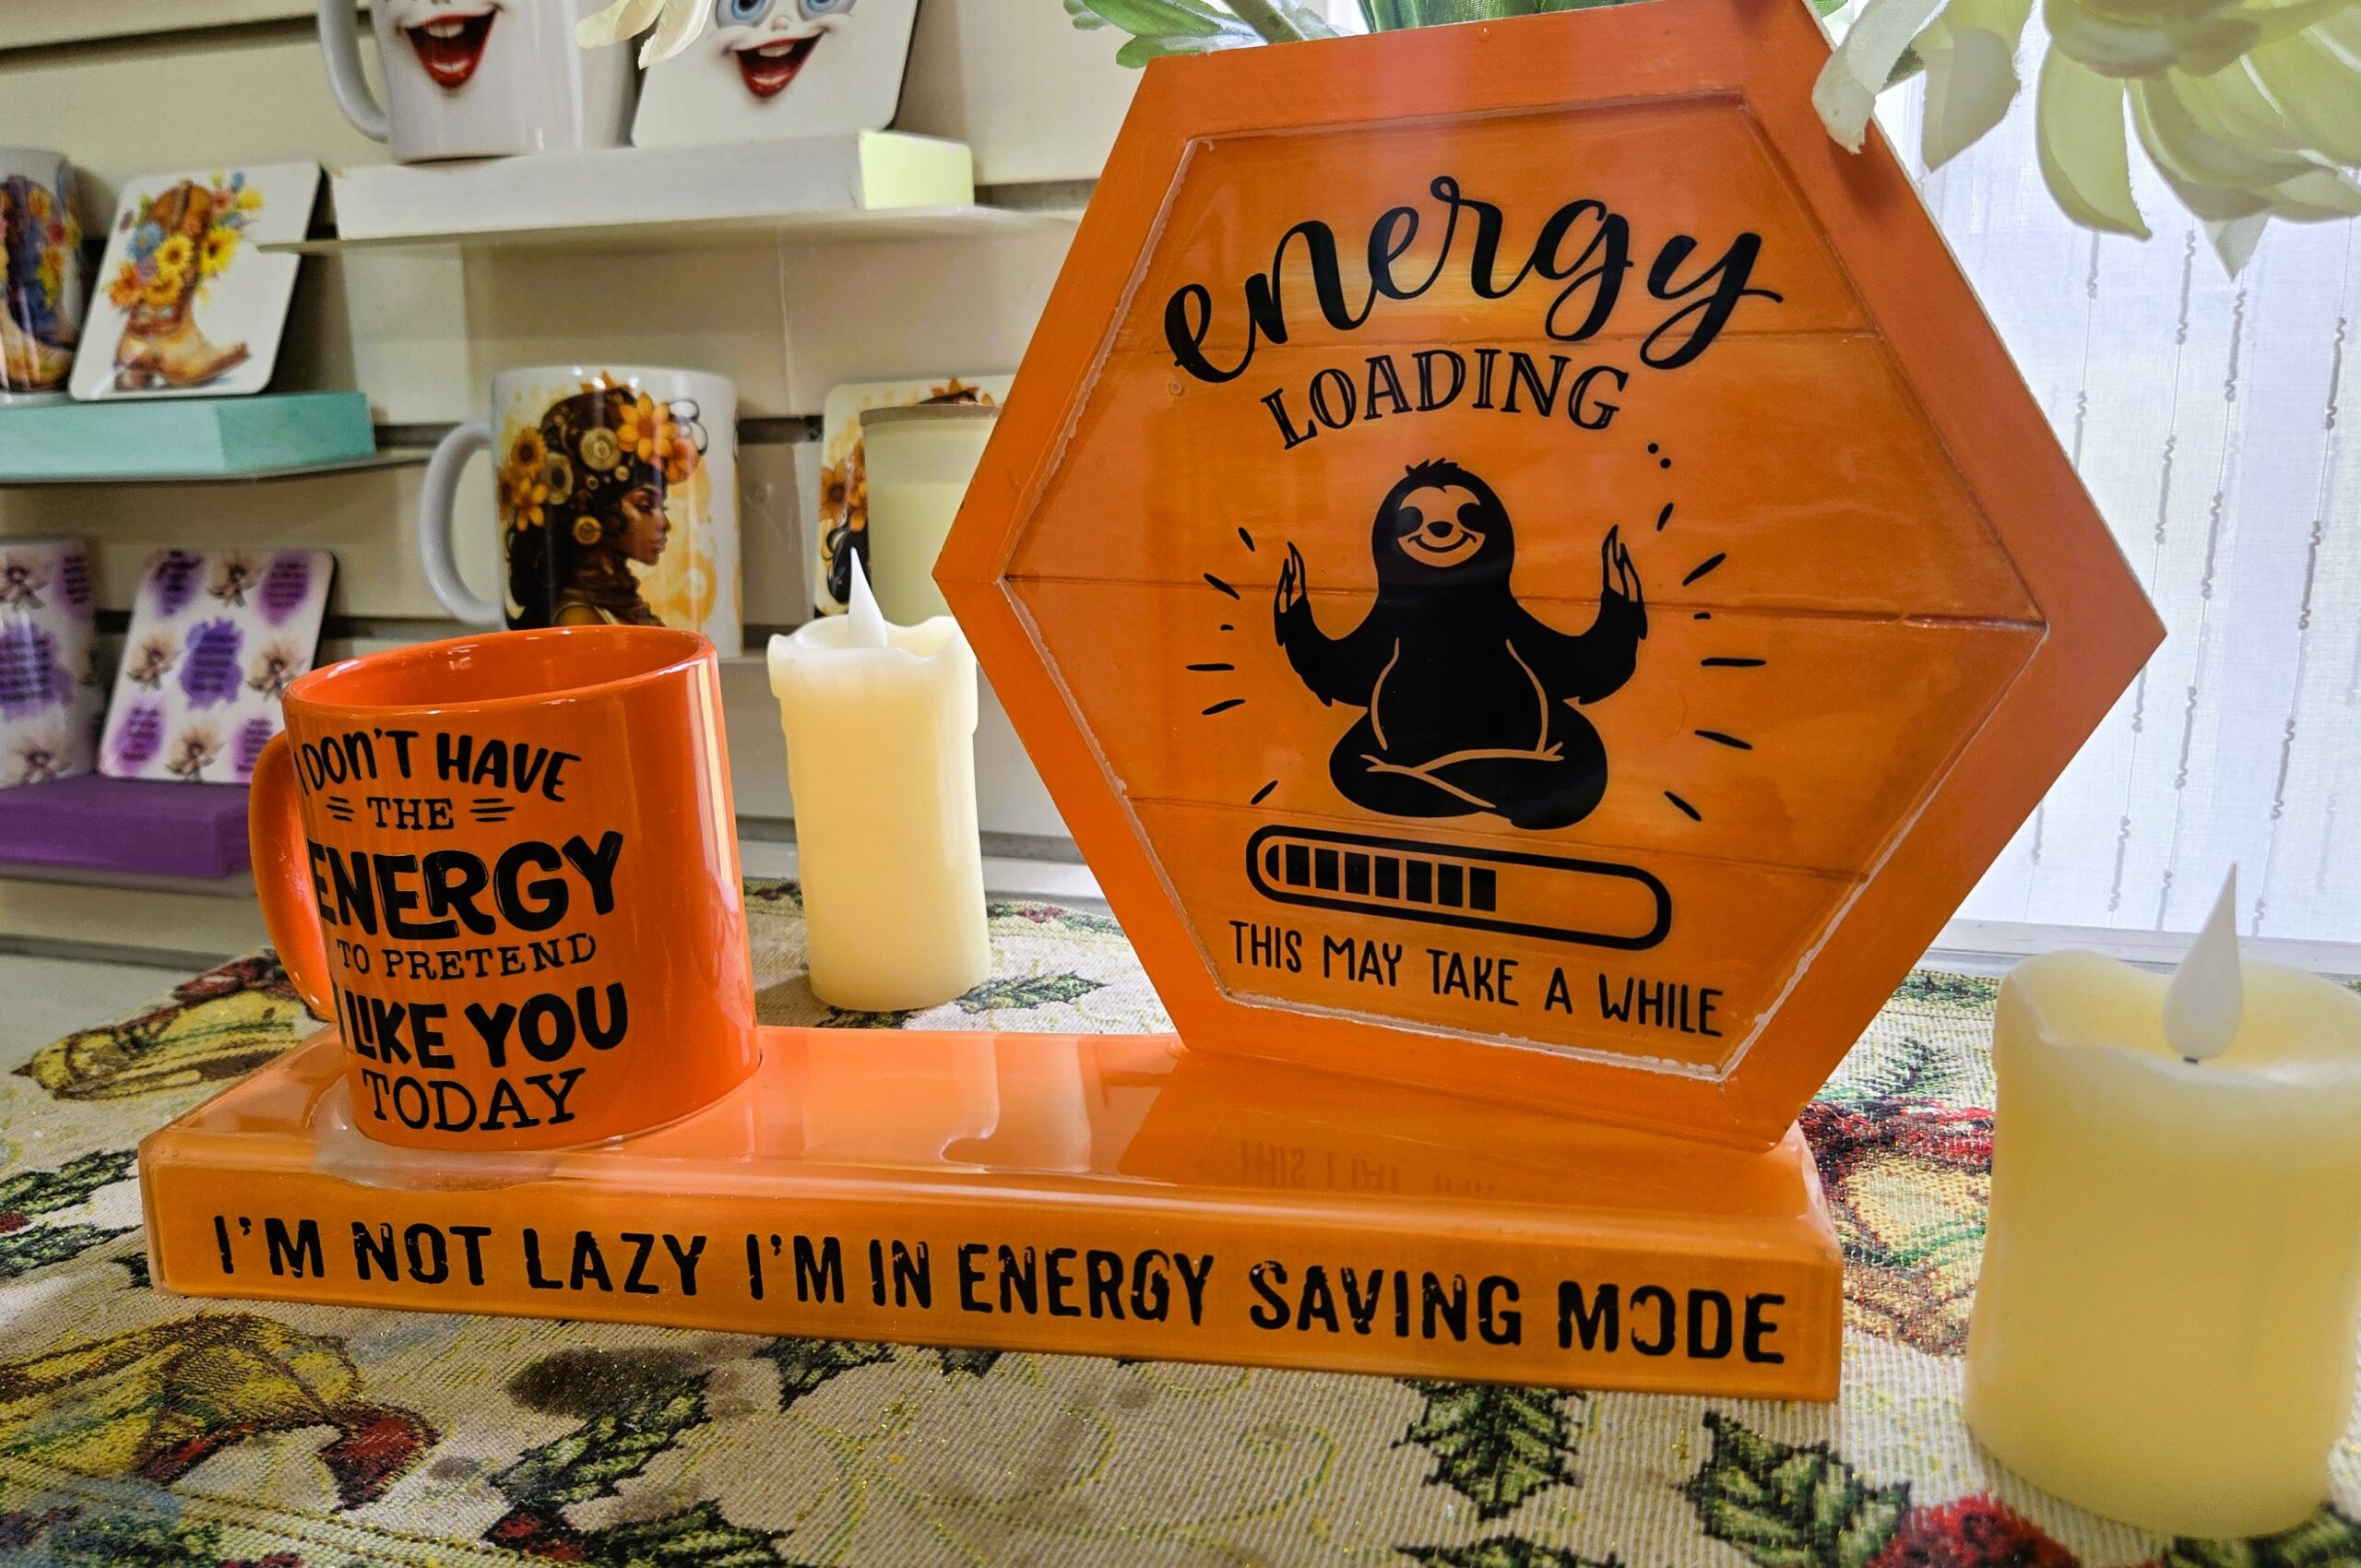 energy
LOADING...
THIS MAY TAKE A WHILE
I DON'T HAVE
THE
ENERGY
TO PRETEND
I LIKE YOU
TODAY
I'M NOT LAZY I'M IN ENERGY SAVING MODE